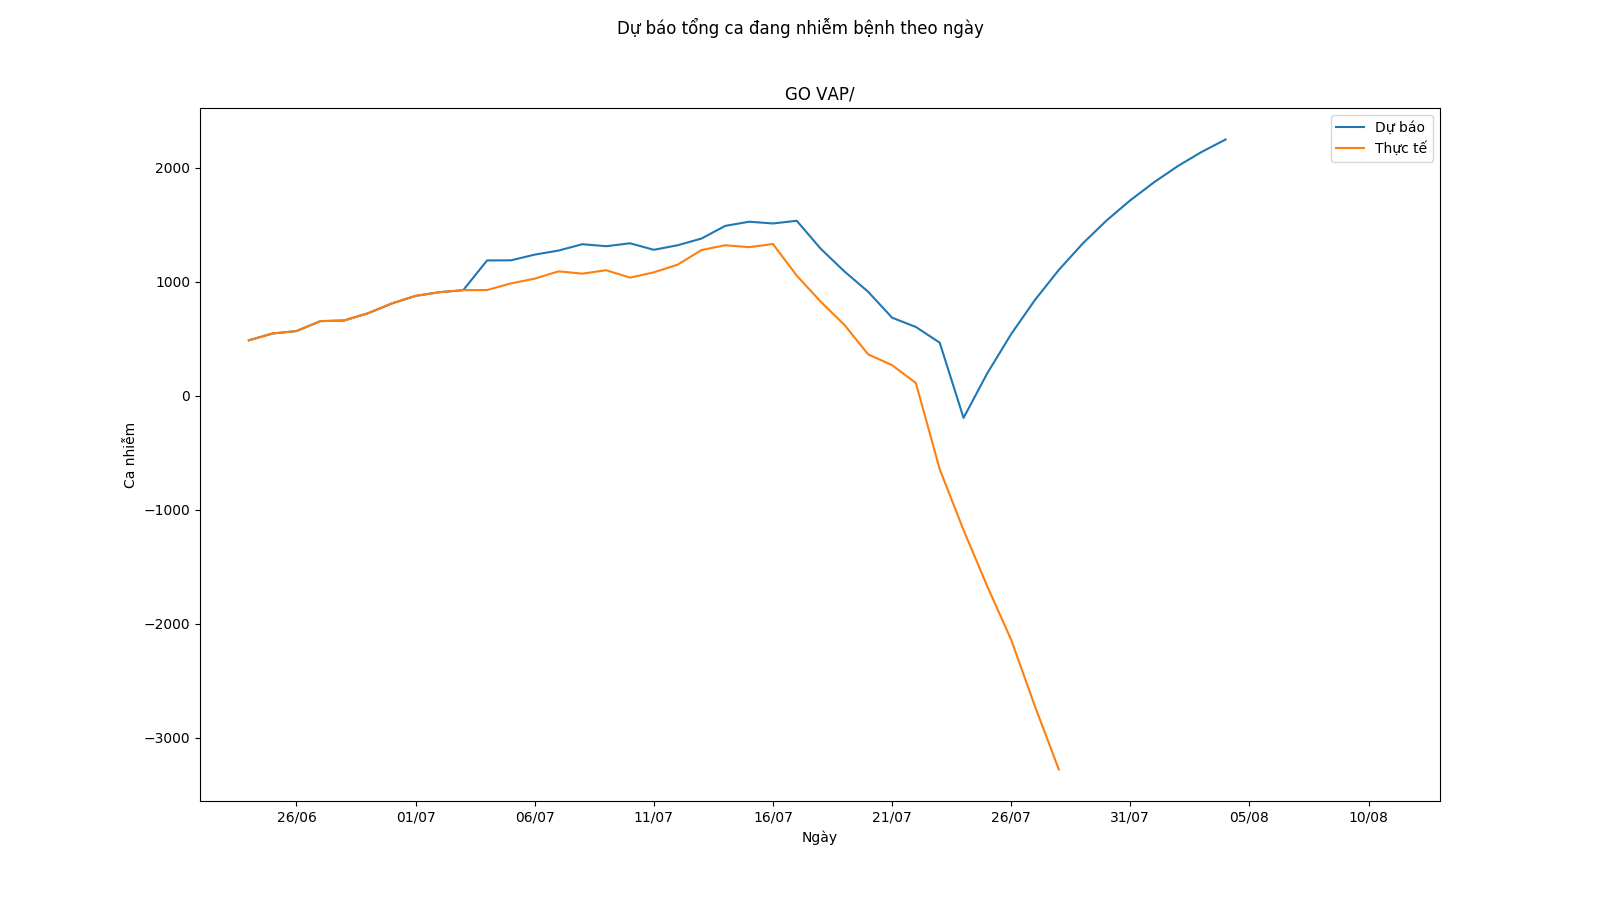 Dự báo tổng ca đang nhiễm bệnh theo ngày
GO VAP/
Dự báo
Thực tế
2000
1000
0
−1000
−2000
−3000
Ca nhiễm
26/06 01/07 06/07 11/07 16/07 21/07 26/07 31/07 05/08 10/08
Ngày